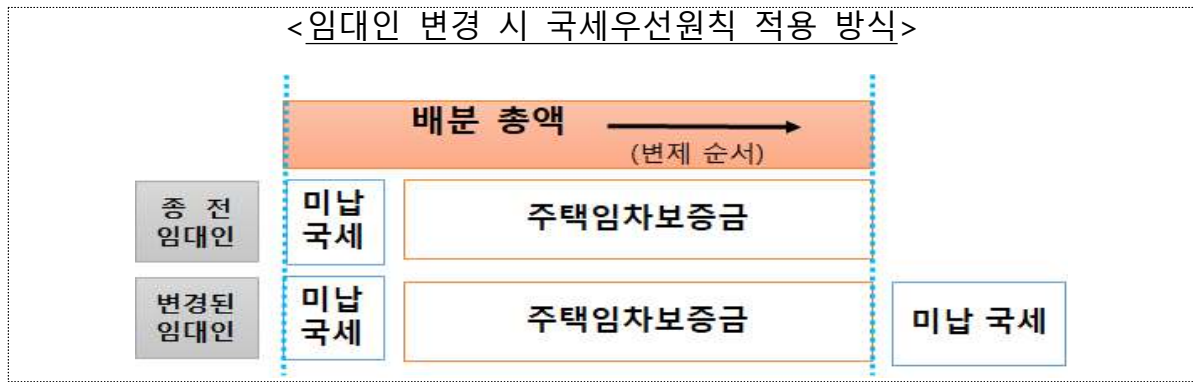 <임대인 변경 시 국세우선원칙 적용 방식>
배분 총액
(변제 순서)
종 전
임대인
미납
국세
주택임차보증금
변경된
임대인
미납
국세
주택임차보증금
미납 국세